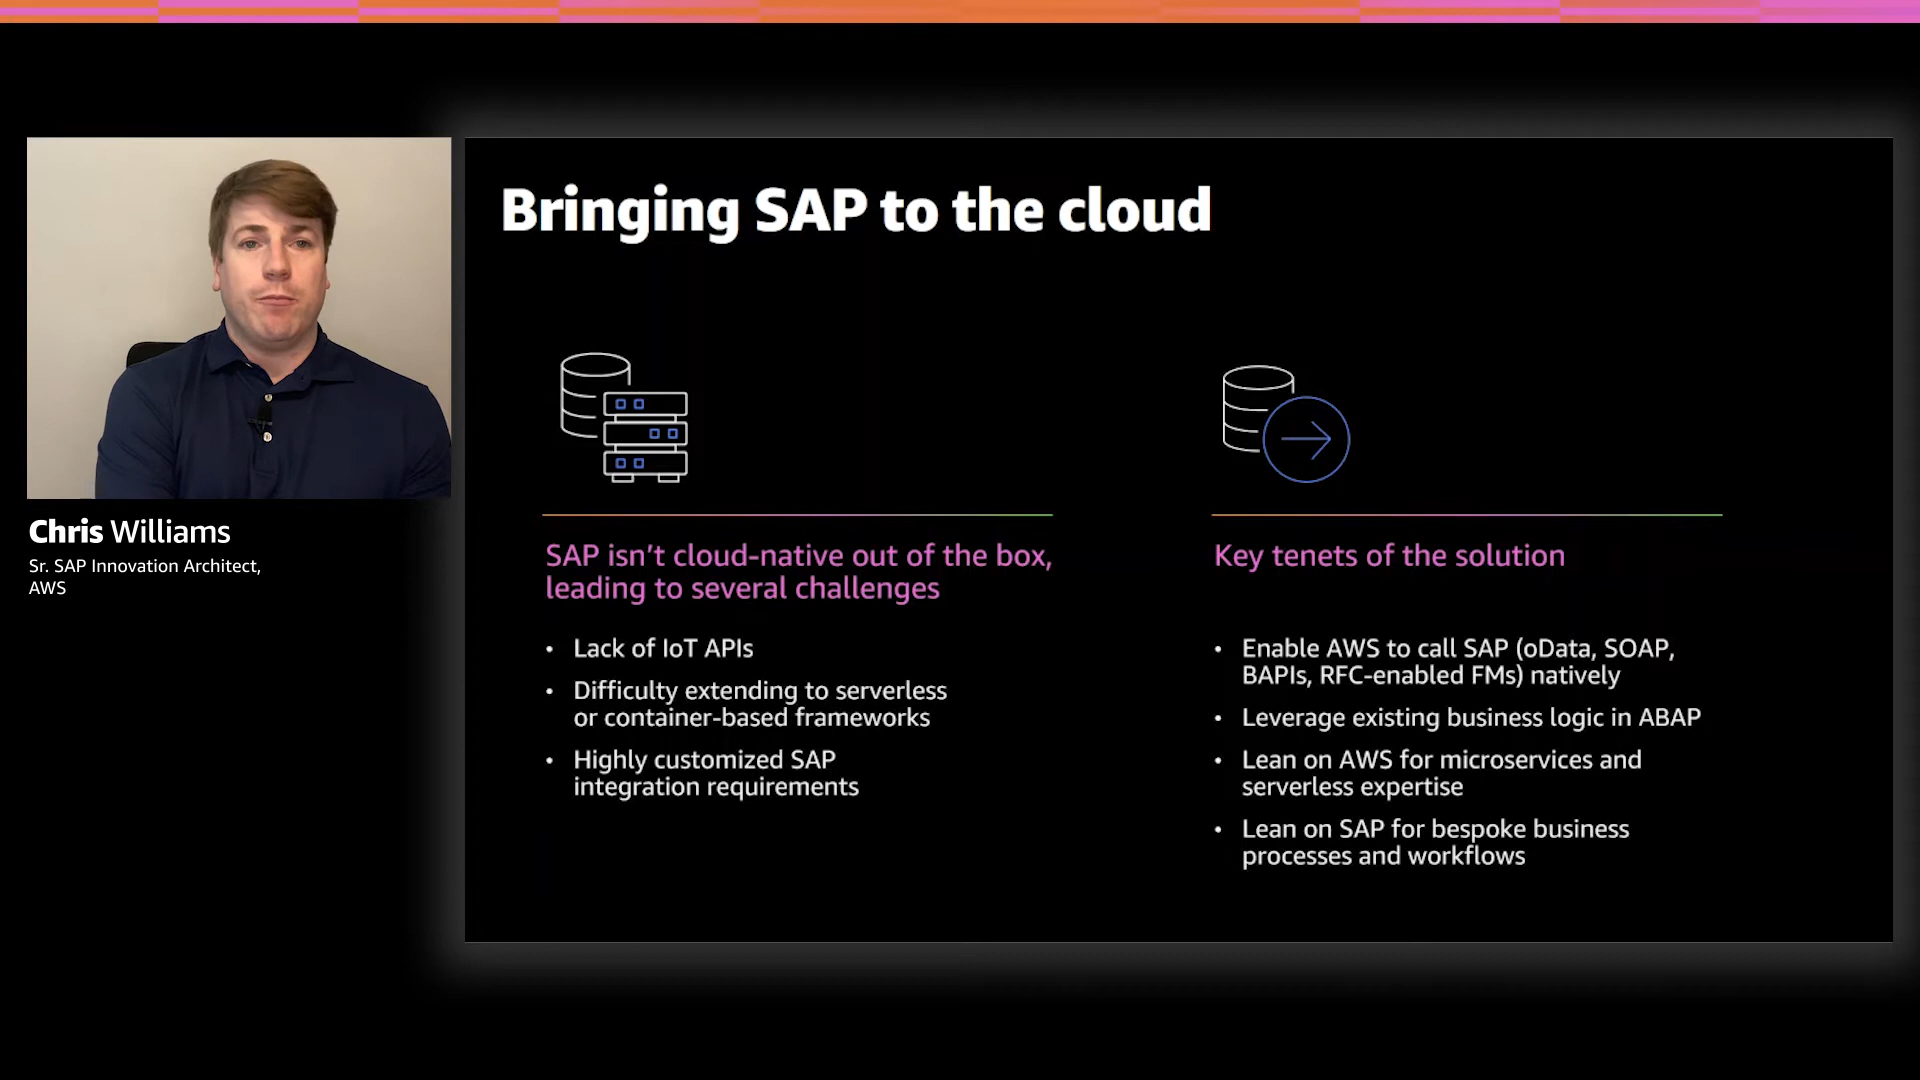 Bringing SAP to the cloud
Chris Williams
Sr. SAP Innovation Architect,
AWS
SAP isn’t cloud-native out of the box,
leading to several challenges
• Lack of IoT APIs
• Difficulty extending to serverless
or container-based frameworks
• Highly customized SAP
integration requirements
Key tenets of the solution
• Enable AWS to call SAP (oData, SOAP,
BAPIs, RFC-enabled FMs) natively
• Leverage existing business logic in ABAP
• Lean on AWS for microservices and
serverless expertise
• Lean on SAP for bespoke business
processes and workflows